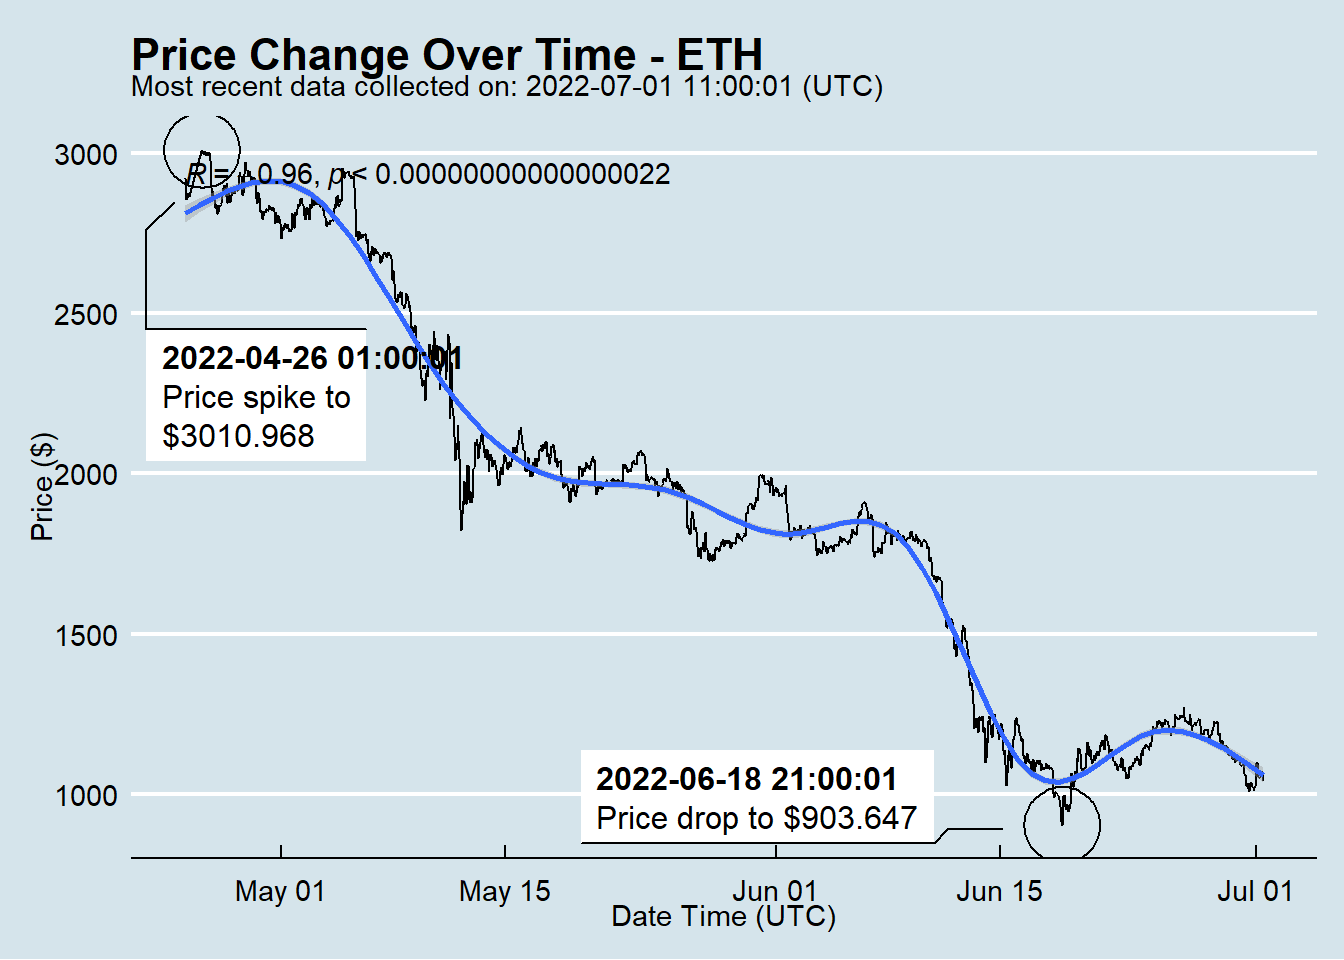 Price Change Over Time - ETH
Most recent data collected on: 2022-07-01 11:00:01 (UTC)
R = 0.96, p < 0.00000000000000022
3000
2500
2000
1500
1000
Price ($)
2022-04-26 01:00:01
Price spike to
$3010.968
2022-06-18 21:00:01
Price drop to $903.647
May 01
May 15
Jun 01
Jun 15
Jul 01
Date Time (UTC)